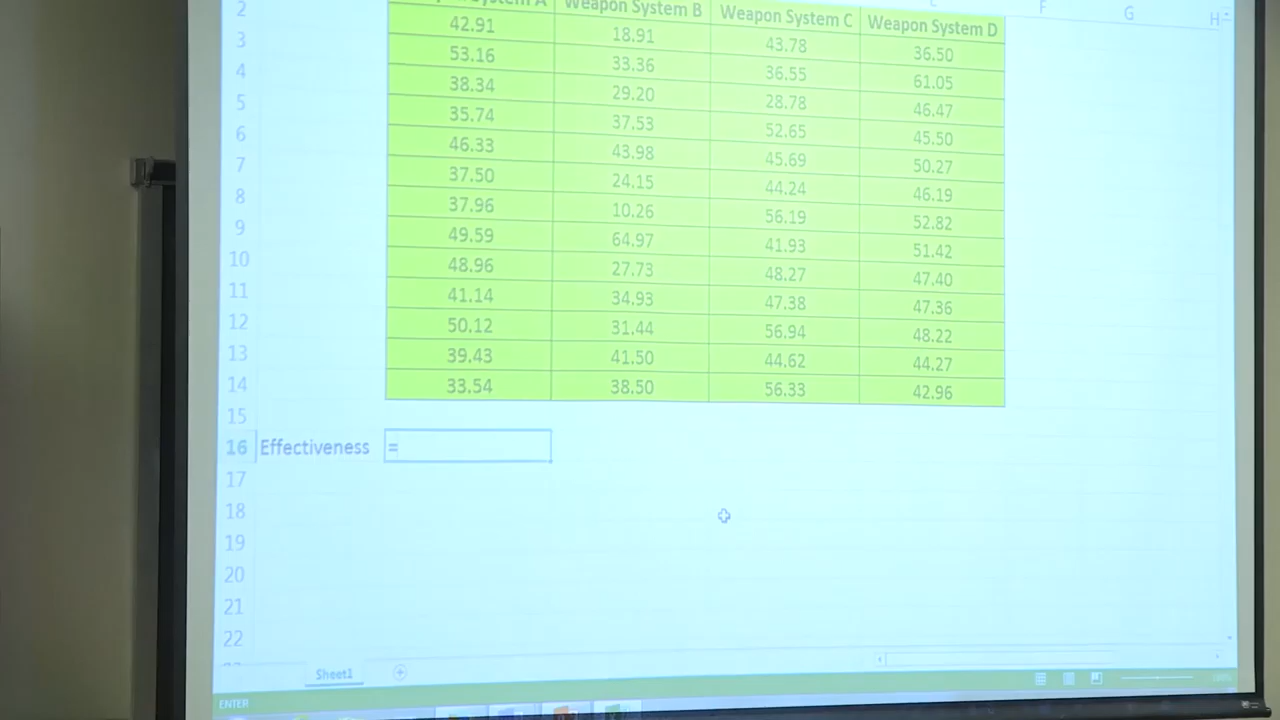 F G H
System A Weapon System B Weapon System C Weapon System D
2 42.91 18.91 43.78 36.50
3 53.16 33.36 36.55 61.05
4 38.34 29.20 28.78 46.47
5 35.74 37.53 52.65 45.50
6 46.33 43.98 45.69 50.27
7 37.50 24.15 44.24 46.19
8 37.96 10.26 56.19 52.82
9 49.59 64.97 41.93 51.42
10 48.96 27.73 48.27 47.40
11 41.14 34.93 47.38 47.36
12 50.12 31.44 56.94 48.22
13 39.43 41.50 44.62 44.27
14 33.54 38.50 56.33 42.96
15
16 Effectiveness =
17
18
19
20
21
22
Sheet1
ENTER